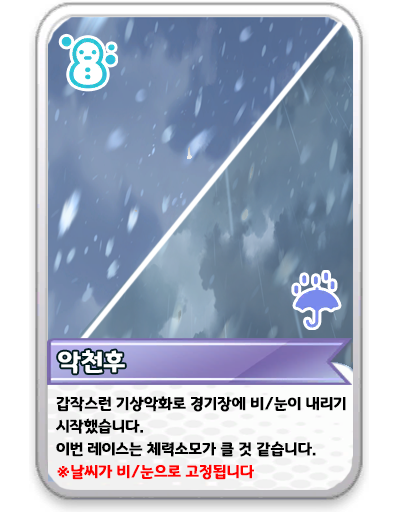 악천후
갑작스런 기상악화로 경기장에 비/눈이 내리기
시작했습니다.
이번 레이스는 체력소모가 클 것 같습니다.
※날씨가 비/눈으로 고정됩니다